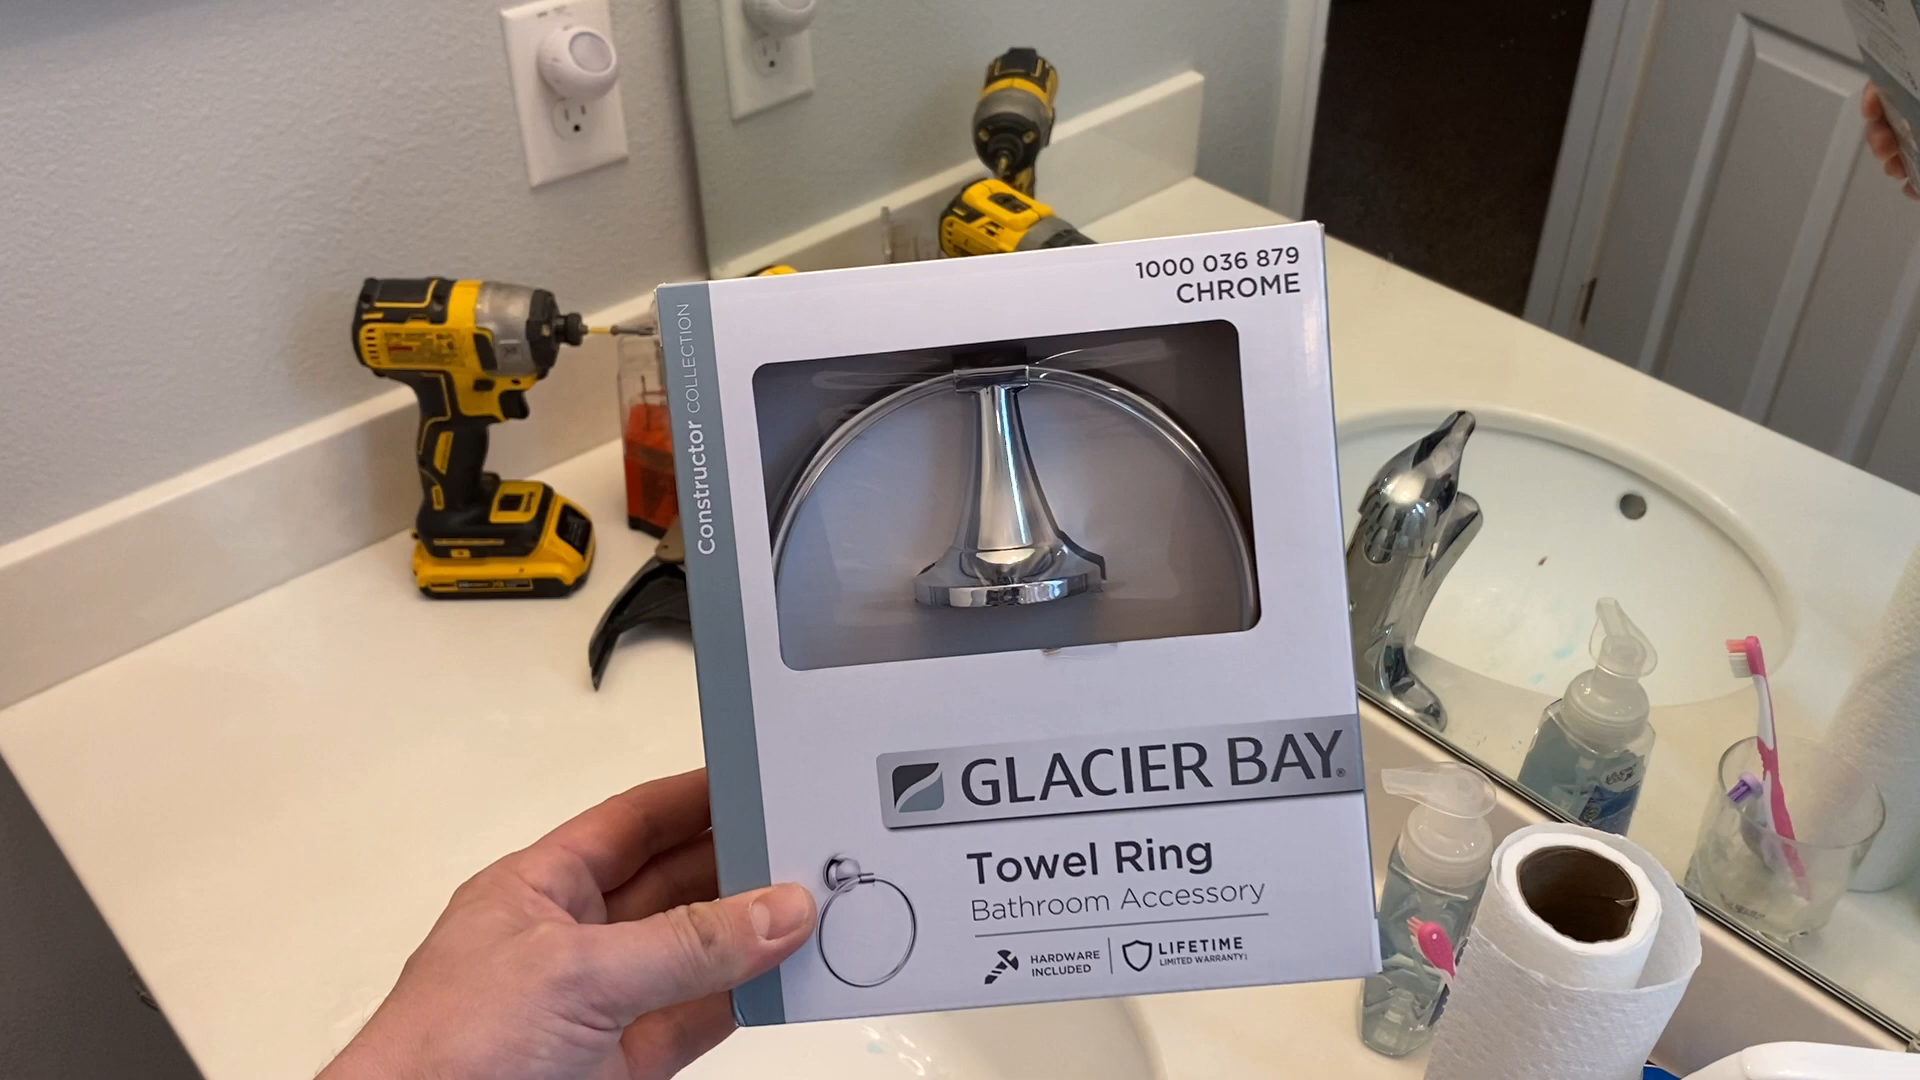 1000 036 879
CHROME
Constructor COLLECTION
GLACIER BAY®
Towel Ring
Bathroom Accessory
HARDWARE
INCLUDED
LIFETIME
LIMITED WARRANTY